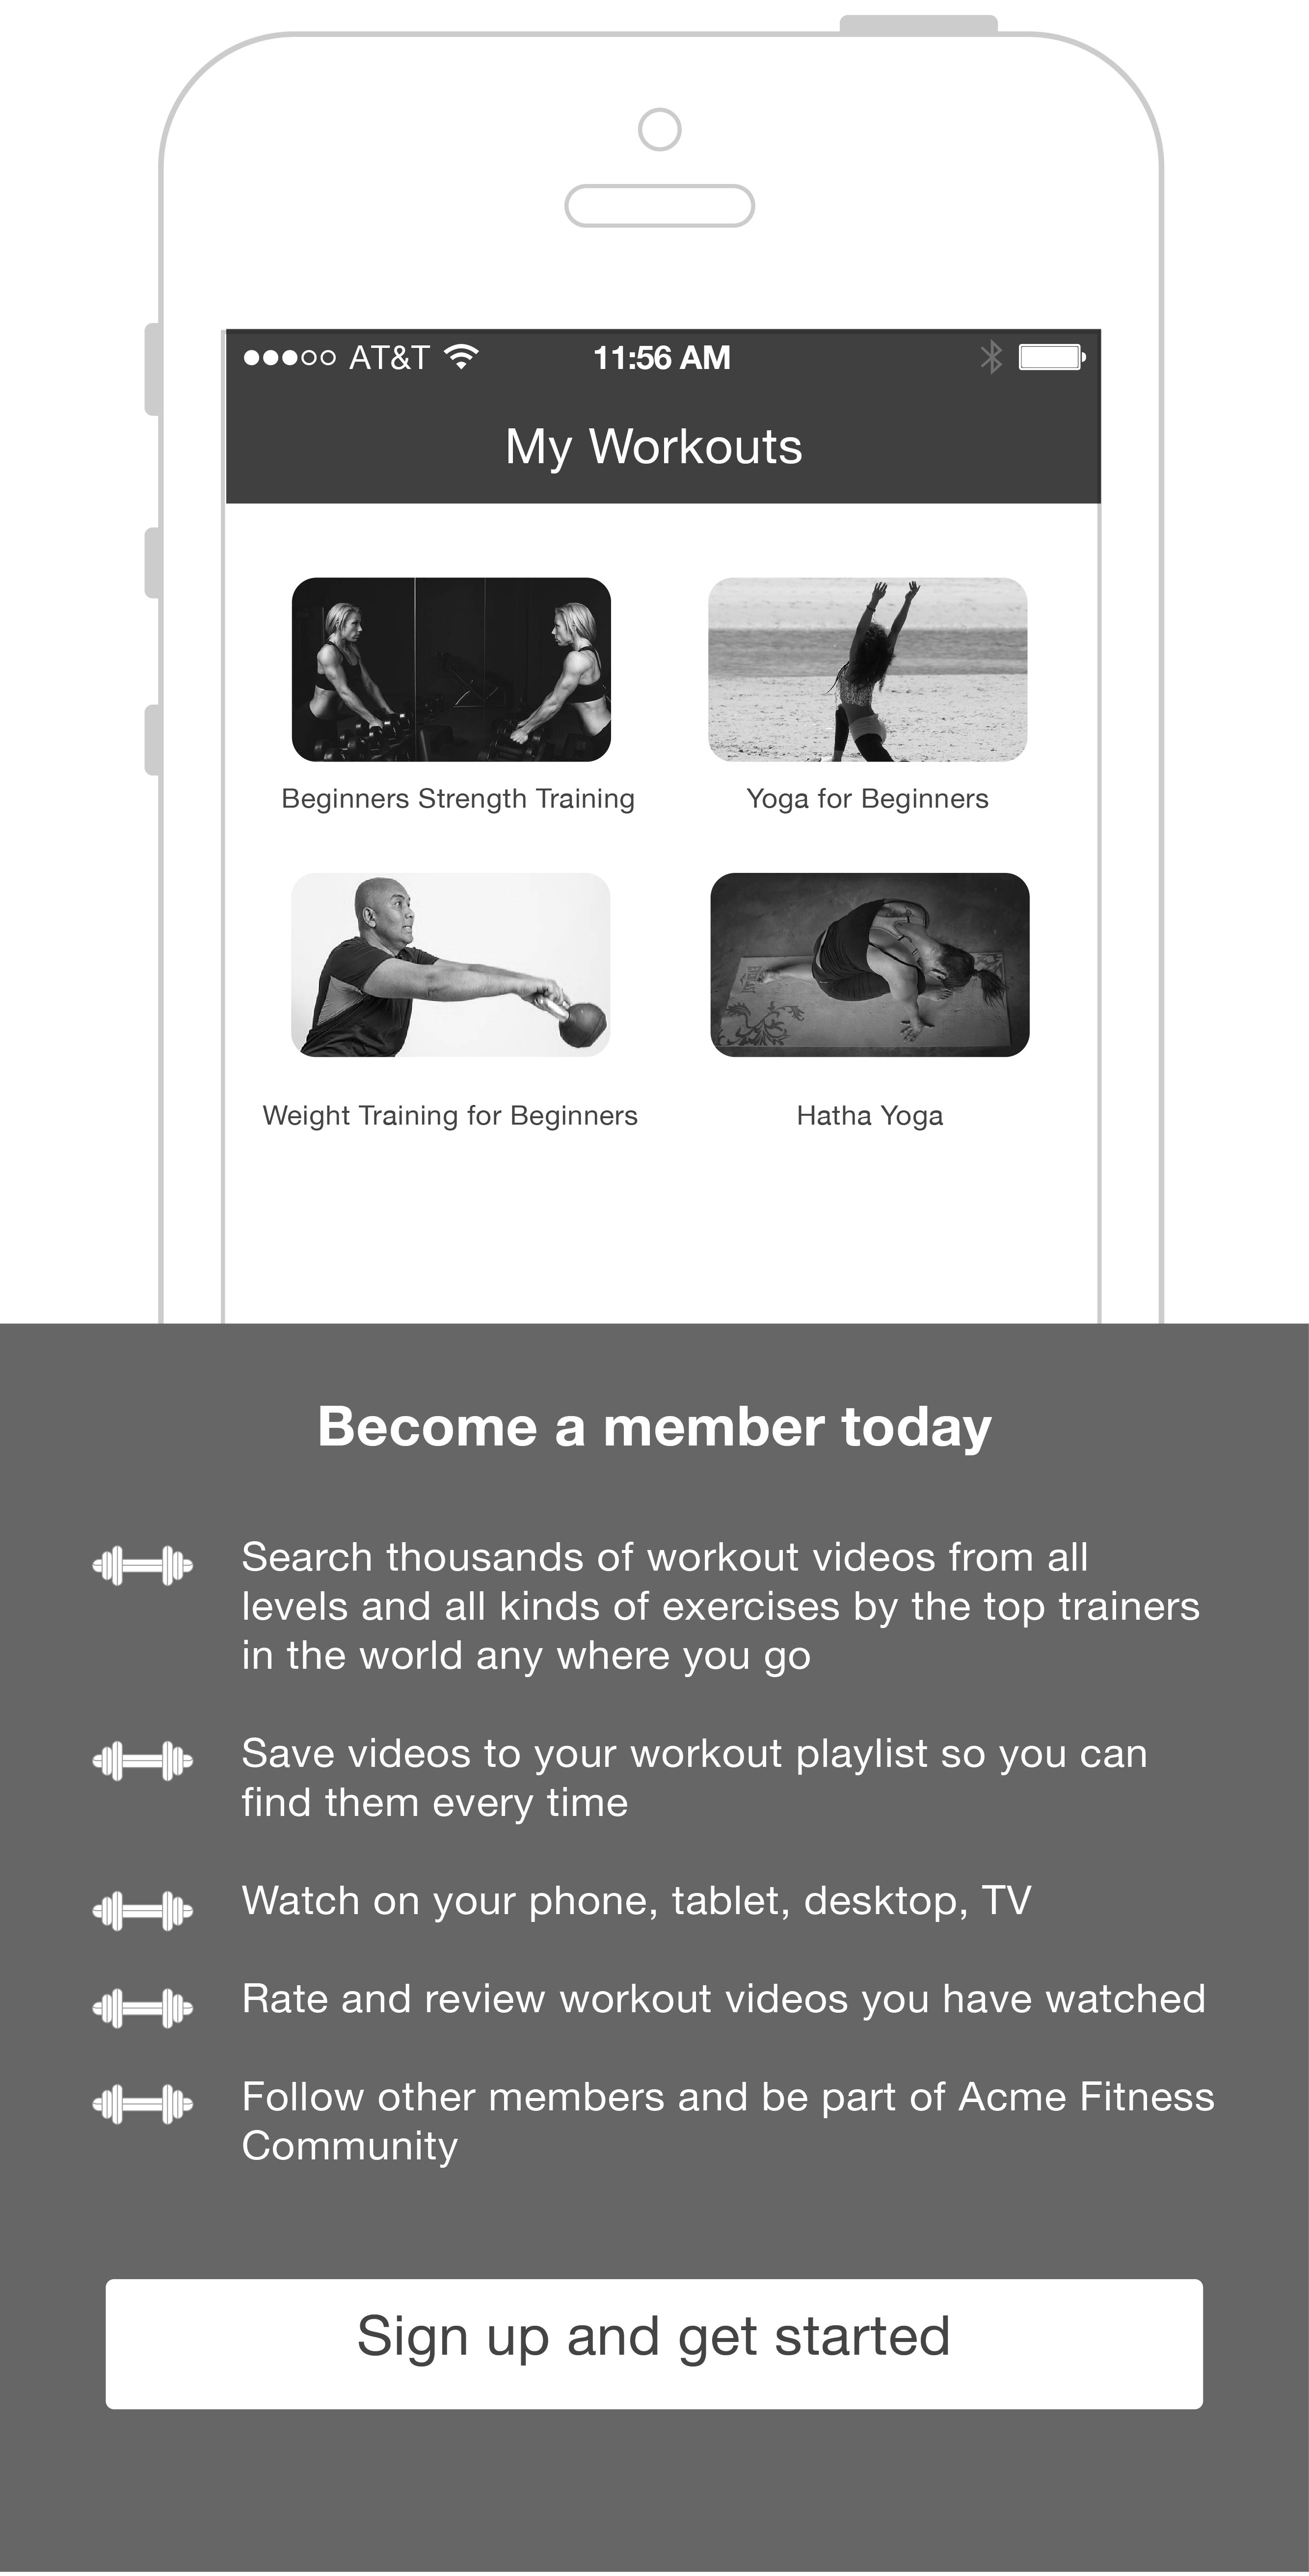 AT&T 11:56 AM
My Workouts
Beginners Strength Training Yoga for Beginners
Weight Training for Beginners Hatha Yoga
Become a member today
Search thousands of workout videos from all
levels and all kinds of exercises by the top trainers
in the world any where you go
Save videos to your workout playlist so you can
find them every time
Watch on your phone, tablet, desktop, TV
Rate and review workout videos you have watched
Follow other members and be part of Acme Fitness
Community
Sign up and get started